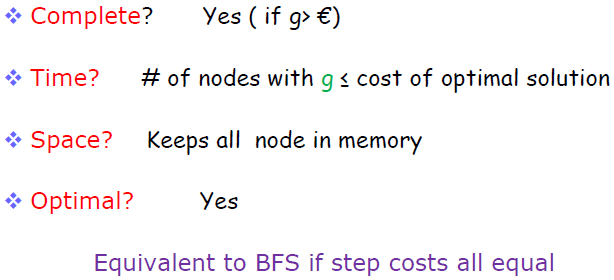 ❖ Complete? Yes ( if g> €)
❖ Time? # of nodes with g ≤ cost of optimal solution
❖ Space? Keeps all node in memory
❖ Optimal? Yes
Equivalent to BFS if step costs all equal